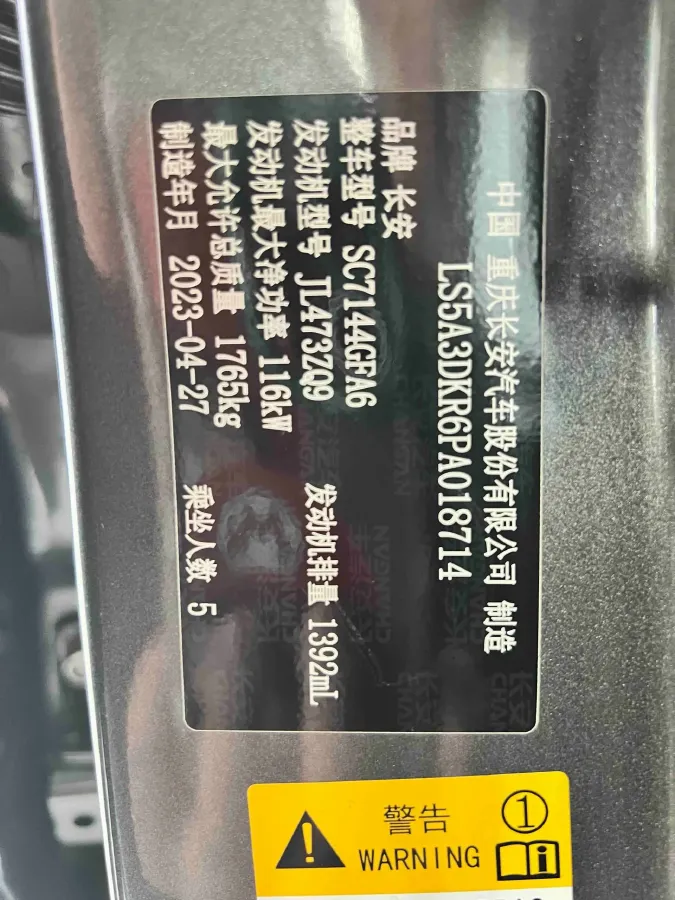 中国 重庆长安汽车股份有限公司 制造
LS5A3DKR6PA018714
品牌 长安
整车型号 SC7144GFA6
发动机型号 JL473ZQ9 发动机排量 1392mL
发动机最大净功率 116kW
最大允许总质量 1765kg
制造年月 2023-04-27 乘坐人数 5
警告 ①
WARNING